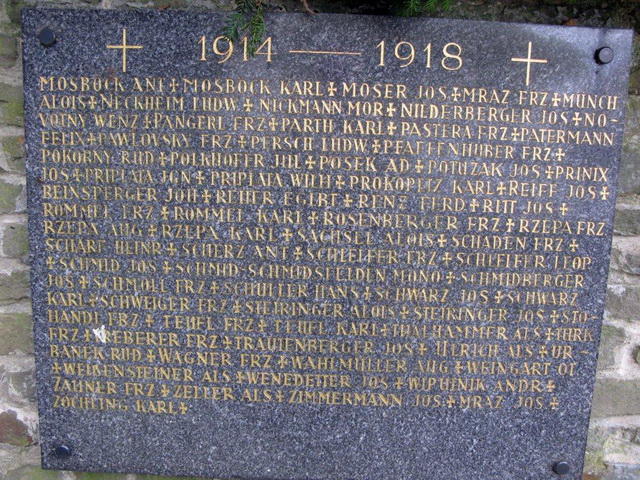 1914 — 1918
MOSBÖCK ANT✝MOSBÖCK KARL✝MOSER JOS✝MRAZ FRZ✝MÜNCH
ALOIS✝NECKHEIM LUDW✝NICKMANN MOR✝NILDERBERGER JOS✝NO-
VOTNY WENZ✝PANGERL FRZ✝PARTH KARL✝PASTERA FRZ✝PATERMANN
FELIX✝PAWLOVSKY FRZ✝PERSCH LUDW✝PFAFFENHUBER FRZ✝
POKORNY RUD✝POLKHOFER JUL✝POSEK AD✝POTUZAK JOS✝PRINIX
JOS✝PRIPLATA IGN✝PRIPLATA WILH✝PROKOPLIZ KARL✝REIFF JOS✝
REINSPERGER JOH✝REHER EGIBT✝RENZ FERD✝RITT JOS✝
ROMMEL FRZ✝ROMMEL KARL✝ROSENBERGER FRZ✝RZEPA FRZ
RZEPA AUG✝RZEPA KARL✝SACHSEL ALOIS✝SCHADEN FRZ✝
SCHARF HEINR✝SCHERZ ANT✝SCHLEIFER FRZ✝SCHLEIFER LEOP
✝SCHMID JOS✝SCHMID SCHMIDSFELDEN MONO✝SCHMIDBERGER
JOS✝SCHMÖLL FRZ✝SCHULLER HANS✝SCHWARZ JOS✝SCHWARZ
KARL✝SCHWEIGER FRZ✝STEIRINGER ALOIS✝STEIRINGER JOS✝STO-
HANDL FRZ✝TEUFL FRZ✝TEUFL KARL✝THALHAMMER ALS✝THRIE
FRZ✝TREBERER FRZ✝TRAUTENBERGER JOS✝ULRICH ALS✝UR-
BANEK RUD✝WAGNER FRZ✝WAHLMÜLLER AUG✝WEINGART OT
✝WEISSENSTEINER ALS✝WENEDETTER JOS✝WIPLIENIK ANDR✝
ZAUNER FRZ✝ZELLER ALS✝ZIMMERMANN JOS✝MRAZ JOS✝
ZÖCHLING KARL✝